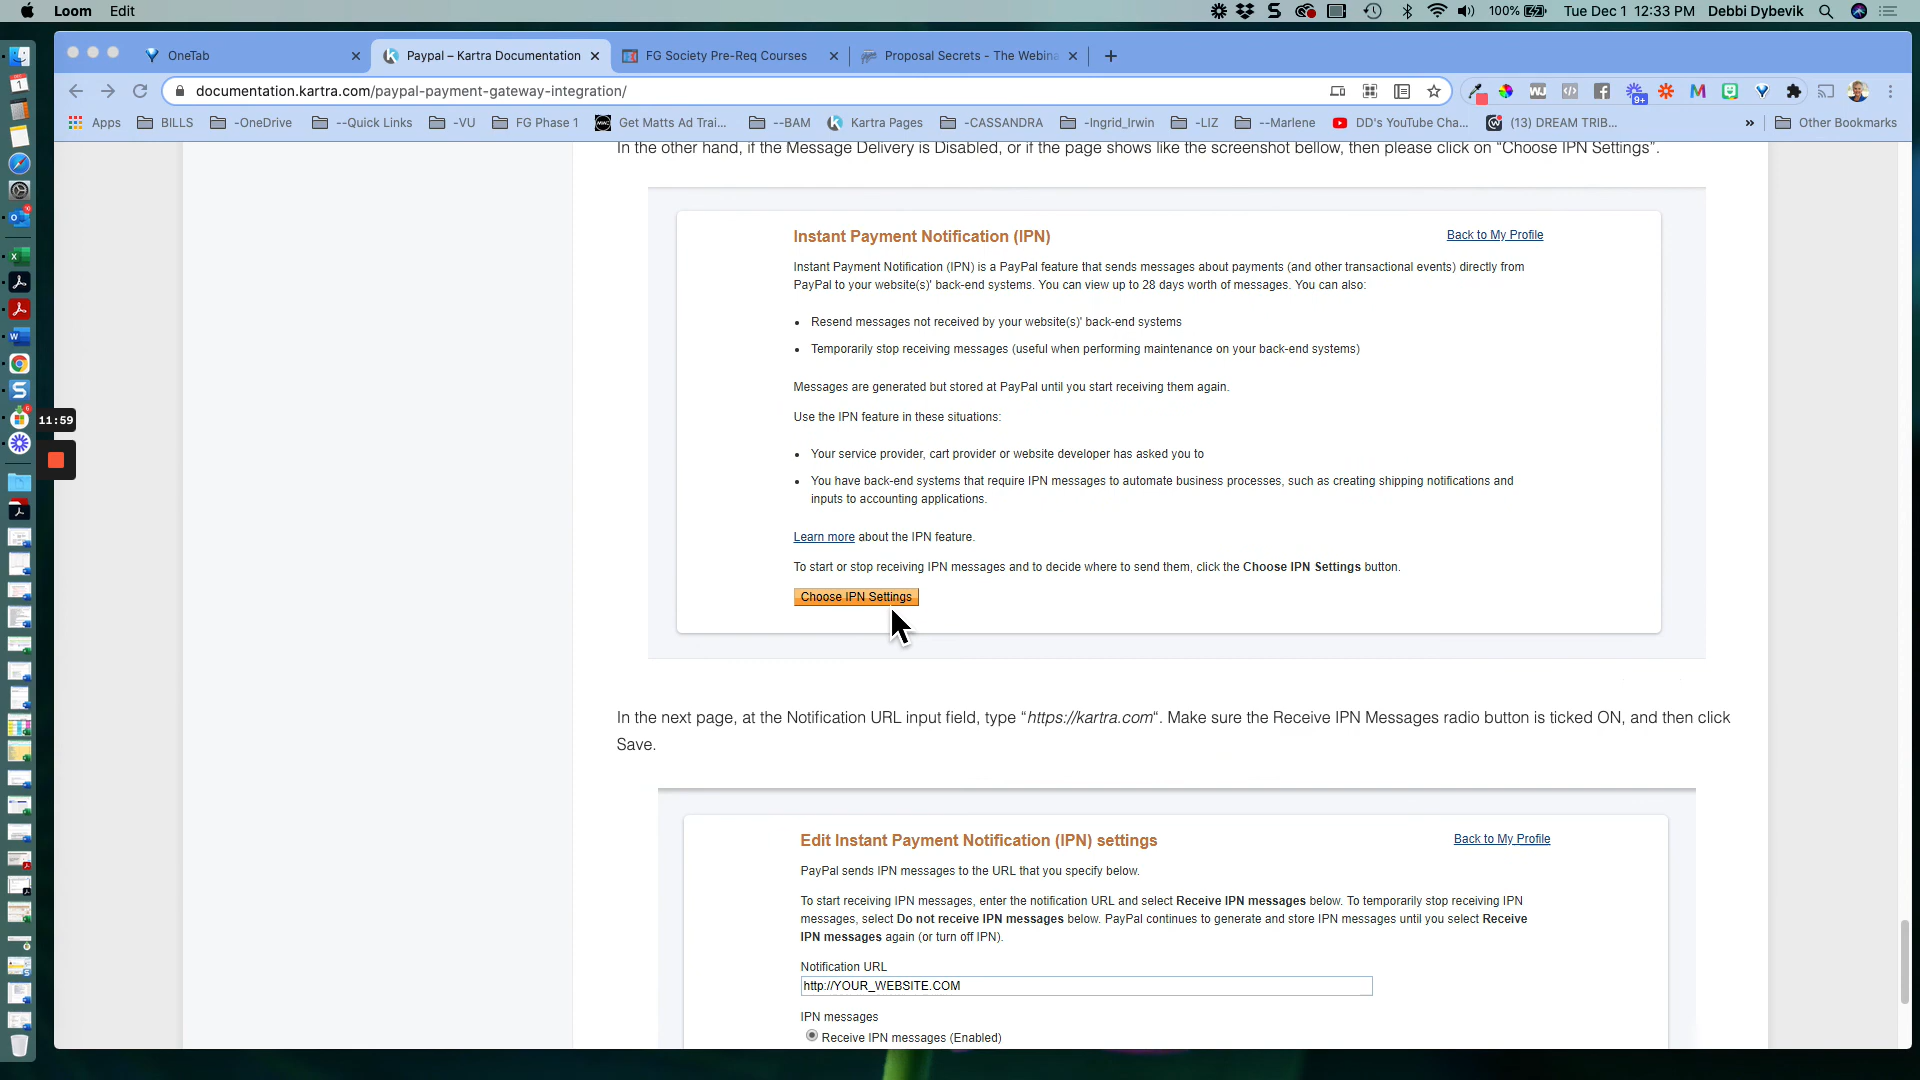 Loom Edit
100% Tue Dec 1 12:33 PM Debbi Dybevik
OneTab
Paypal – Kartra Documentation
FG Society Pre-Req Courses
Proposal Secrets - The Webina
documentation.kartra.com/paypal-payment-gateway-integration/
9+
Apps BILLS -OneDrive --Quick Links -VU FG Phase 1 Get Matts Ad Trai... --BAM Kartra Pages -CASSANDRA -Ingrid_Irwin -LIZ --Marlene DD's YouTube Cha... (13) DREAM TRIB... » Other Bookmarks
11:59
In the other hand, if the Message Delivery is Disabled, or if the page shows like the screenshot bellow, then please click on “Choose IPN Settings”.
Instant Payment Notification (IPN)
Back to My Profile
Instant Payment Notification (IPN) is a PayPal feature that sends messages about payments (and other transactional events) directly from
PayPal to your website(s)' back-end systems. You can view up to 28 days worth of messages. You can also:
• Resend messages not received by your website(s)' back-end systems
• Temporarily stop receiving messages (useful when performing maintenance on your back-end systems)
Messages are generated but stored at PayPal until you start receiving them again.
Use the IPN feature in these situations:
• Your service provider, cart provider or website developer has asked you to
• You have back-end systems that require IPN messages to automate business processes, such as creating shipping notifications and
inputs to accounting applications.
Learn more about the IPN feature.
To start or stop receiving IPN messages and to decide where to send them, click the Choose IPN Settings button.
Choose IPN Settings
In the next page, at the Notification URL input field, type “https://kartra.com“. Make sure the Receive IPN Messages radio button is ticked ON, and then click
Save.
Edit Instant Payment Notification (IPN) settings
Back to My Profile
PayPal sends IPN messages to the URL that you specify below.
To start receiving IPN messages, enter the notification URL and select Receive IPN messages below. To temporarily stop receiving IPN
messages, select Do not receive IPN messages below. PayPal continues to generate and store IPN messages until you select Receive
IPN messages again (or turn off IPN).
Notification URL
http://YOUR_WEBSITE.COM
IPN messages
Receive IPN messages (Enabled)